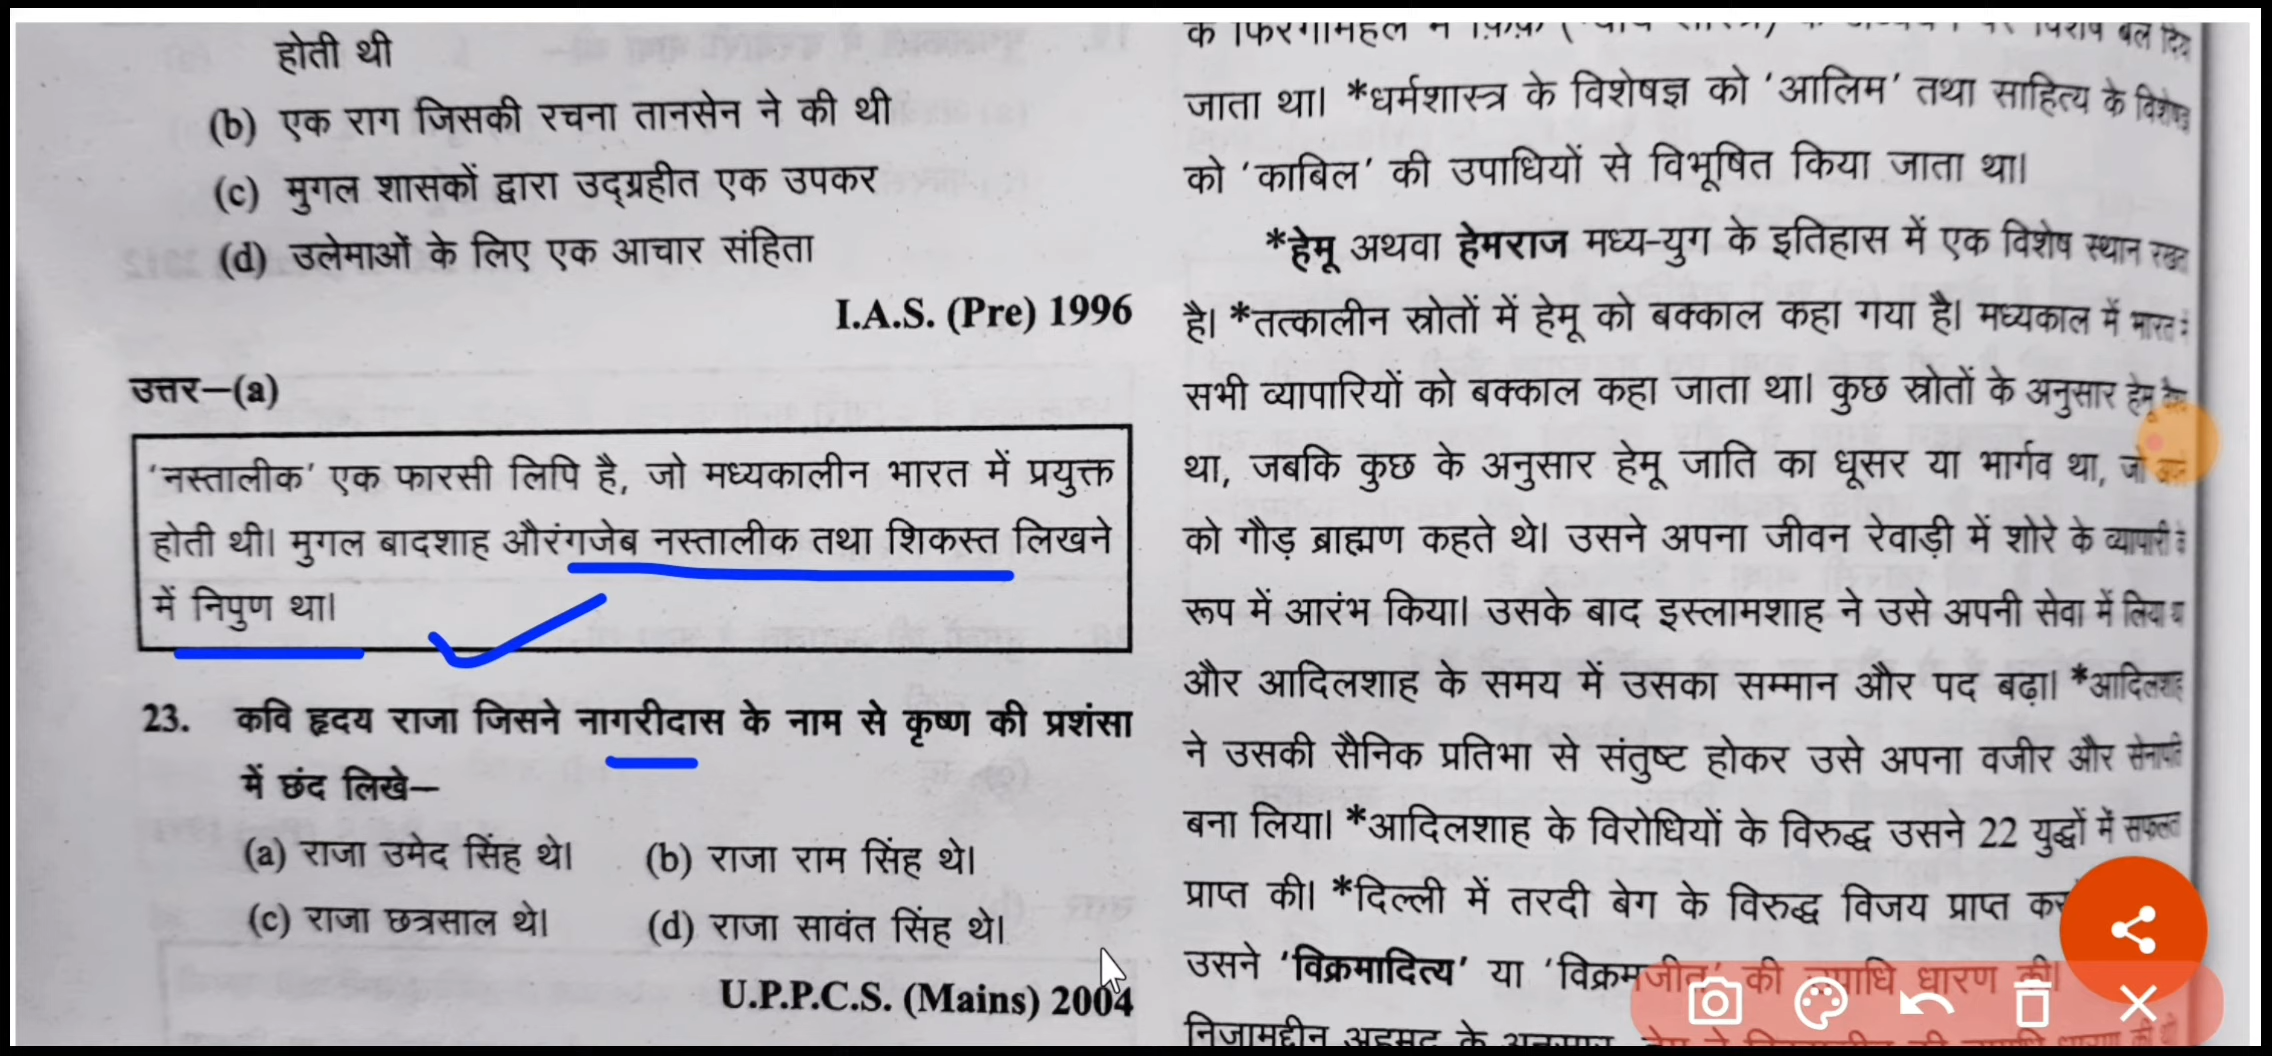 होती थी
(b) एक राग जिसकी रचना तानसेन ने की थी
(c) मुगल शासकों द्वारा उद्ग्रहीत एक उपकर
(d) उलेमाओं के लिए एक आचार संहिता
I.A.S. (Pre) 1996
उत्तर–(a)
‘नस्तालीक’ एक फारसी लिपि है, जो मध्यकालीन भारत में प्रयुक्त
होती थी। मुगल बादशाह औरंगजेब नस्तालीक तथा शिकस्त लिखने
में निपुण था।
23. कवि हृदय राजा जिसने नागरीदास के नाम से कृष्ण की प्रशंसा
में छंद लिखे–
(a) राजा उमेद सिंह थे। (b) राजा राम सिंह थे।
(c) राजा छत्रसाल थे। (d) राजा सावंत सिंह थे।
U.P.P.C.S. (Mains) 2004
के फिरंगीमहल में
जाता था। *धर्मशास्त्र के विशेषज्ञ को ‘आलिम’ तथा साहित्य के
को ‘काबिल’ की उपाधियों से विभूषित किया जाता था।
*हेमू अथवा हेमराज मध्य-युग के इतिहास में एक विशेष स्थान
है। *तत्कालीन स्रोतों में हेमू को बक्काल कहा गया है। मध्यकाल में
सभी व्यापारियों को बक्काल कहा जाता था। कुछ स्रोतों के अनुसार हेमू
था, जबकि कुछ के अनुसार हेमू जाति का धूसर या भार्गव था,
को गौड़ ब्राह्मण कहते थे। उसने अपना जीवन रेवाड़ी में शोरे के व्यापारी के
रूप में आरंभ किया। उसके बाद इस्लामशाह ने उसे अपनी सेवा में लिया
और आदिलशाह के समय में उसका सम्मान और पद बढ़ा। *आदिलशाह
ने उसकी सैनिक प्रतिभा से संतुष्ट होकर उसे अपना वजीर और सेनापति
बना लिया। *आदिलशाह के विरोधियों के विरुद्ध उसने 22 युद्धों में
प्राप्त की। *दिल्ली में तरदी बेग के विरुद्ध विजय प्राप्त
उसने ‘विक्रमादित्य’ या ‘विक्रमजीत’ की उपाधि धारण की।
निजामुद्दीन अहमद के अनुसार